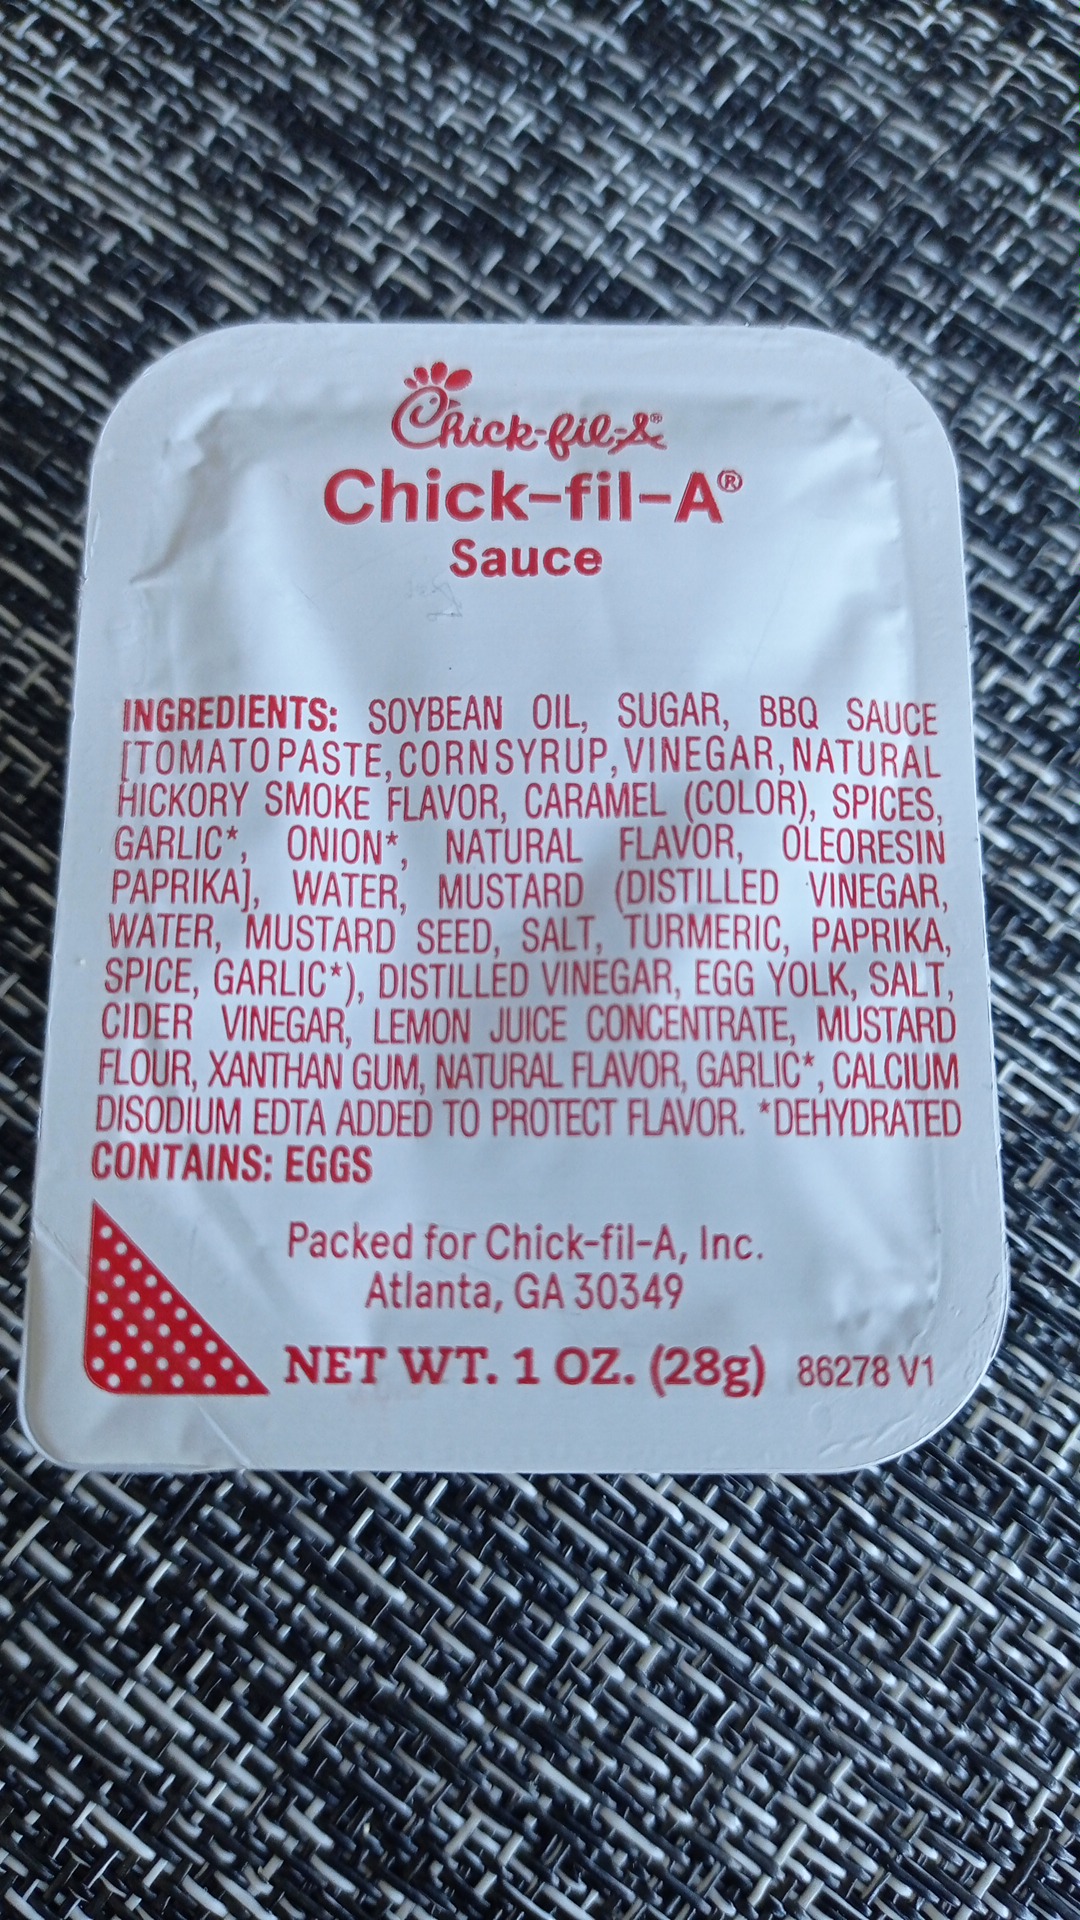 Chick-fil-A®
Chick-fil-A®
Sauce
INGREDIENTS: SOYBEAN OIL, SUGAR, BBQ SAUCE
[TOMATO PASTE, CORN SYRUP, VINEGAR, NATURAL
HICKORY SMOKE FLAVOR, CARAMEL (COLOR), SPICES,
GARLIC*, ONION*, NATURAL FLAVOR, OLEORESIN
PAPRIKA], WATER, MUSTARD (DISTILLED VINEGAR,
WATER, MUSTARD SEED, SALT, TURMERIC, PAPRIKA,
SPICE, GARLIC*), DISTILLED VINEGAR, EGG YOLK, SALT,
CIDER VINEGAR, LEMON JUICE CONCENTRATE, MUSTARD
FLOUR, XANTHAN GUM, NATURAL FLAVOR, GARLIC*, CALCIUM
DISODIUM EDTA ADDED TO PROTECT FLAVOR. *DEHYDRATED
CONTAINS: EGGS
Packed for Chick-fil-A, Inc.
Atlanta, GA 30349
NET WT. 1 OZ. (28g) 86278 V1